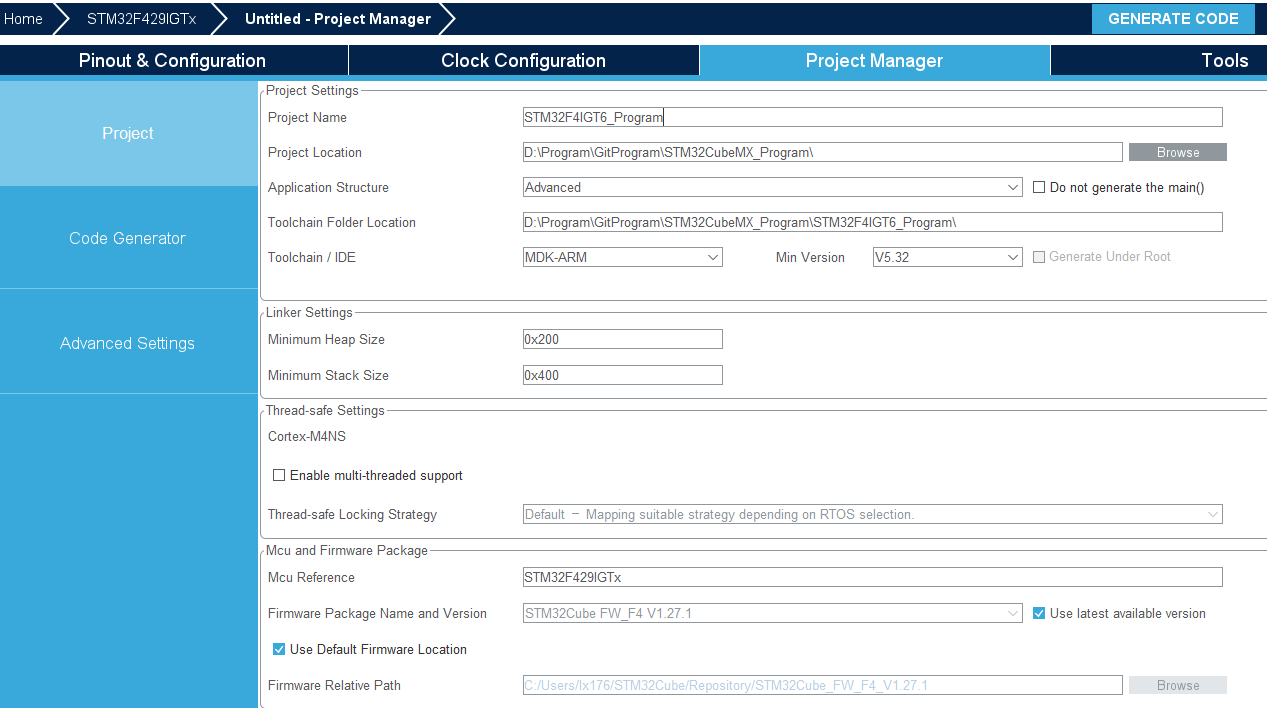 Home STM32F429IGTx Untitled - Project Manager GENERATE CODE
Pinout & Configuration Clock Configuration Project Manager Tools
Project
Code Generator
Advanced Settings
Project Settings
Project Name STM32F4IGT6_Program
Project Location D:\Program\GitProgram\STM32CubeMX_Program\ Browse
Application Structure Advanced Do not generate the main()
Toolchain Folder Location D:\Program\GitProgram\STM32CubeMX_Program\STM32F4IGT6_Program\
Toolchain / IDE MDK-ARM Min Version V5.32 Generate Under Root
Linker Settings
Minimum Heap Size 0x200
Minimum Stack Size 0x400
Thread-safe Settings
Cortex-M4NS
Enable multi-threaded support
Thread-safe Locking Strategy Default – Mapping suitable strategy depending on RTOS selection.
Mcu and Firmware Package
Mcu Reference STM32F429IGTx
Firmware Package Name and Version STM32Cube FW_F4 V1.27.1 Use latest available version
Use Default Firmware Location
Firmware Relative Path C:/Users/lx176/STM32Cube/Repository/STM32Cube_FW_F4_V1.27.1 Browse